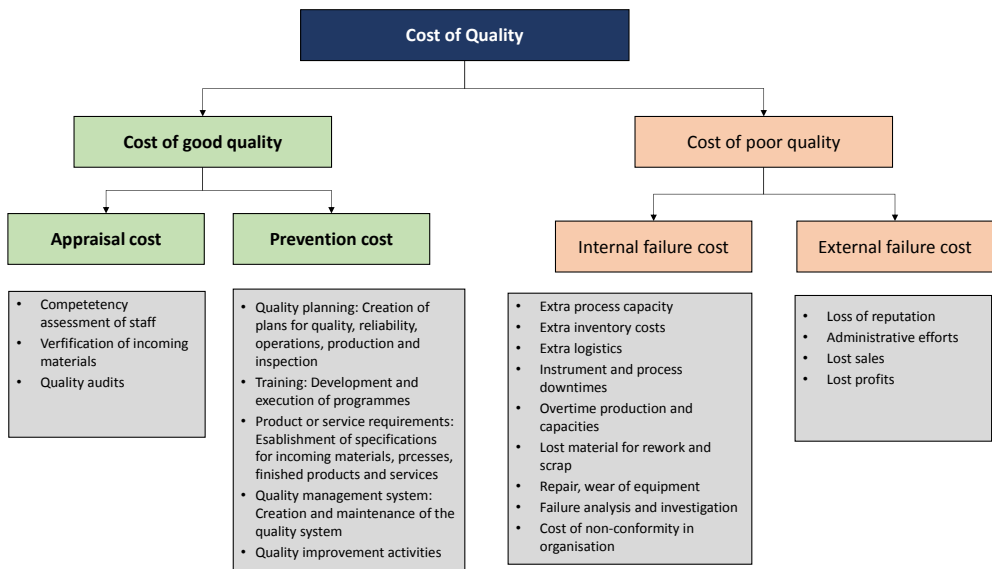 Cost of Quality
Cost of good quality
Cost of poor quality
Appraisal cost
Prevention cost
Internal failure cost
External failure cost
• Competetency
assessment of staff
• Verfification of incoming
materials
• Quality audits
• Quality planning: Creation of
plans for quality, reliability,
operations, production and
inspection
• Training: Development and
execution of programmes
• Product or service requirements:
Esablishment of specifications
for incoming materials, prcesses,
finished products and services
• Quality management system:
Creation and maintenance of the
quality system
• Quality improvement activities
• Extra process capacity
• Extra inventory costs
• Extra logistics
• Instrument and process
downtimes
• Overtime production and
capacities
• Lost material for rework and
scrap
• Repair, wear of equipment
• Failure analysis and investigation
• Cost of non-conformity in
organisation
• Loss of reputation
• Administrative efforts
• Lost sales
• Lost profits